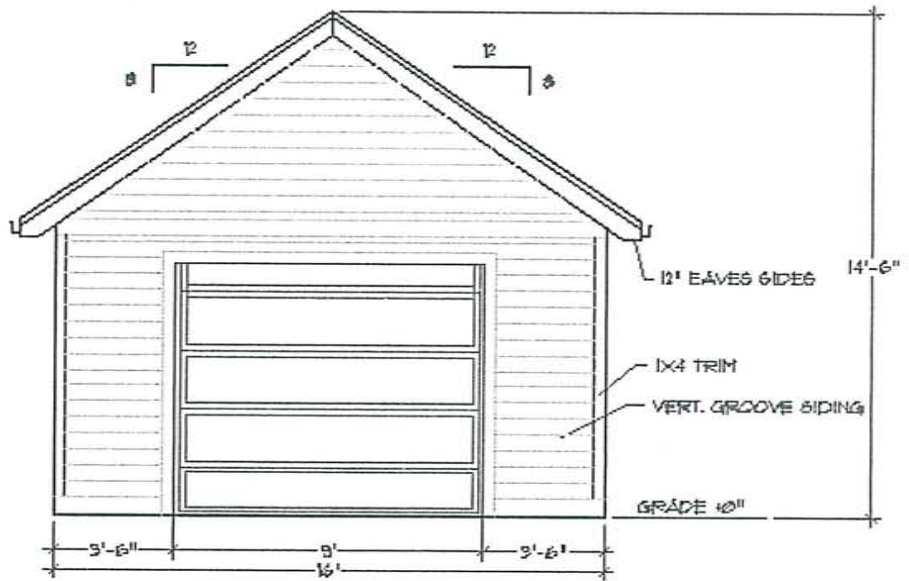 12
12
8
8
14'-6"
12" EAVES SIDES
1X4 TRIM
VERT. GROOVE SIDING
GRADE +0"
3'-6"
9'
3'-6"
16'